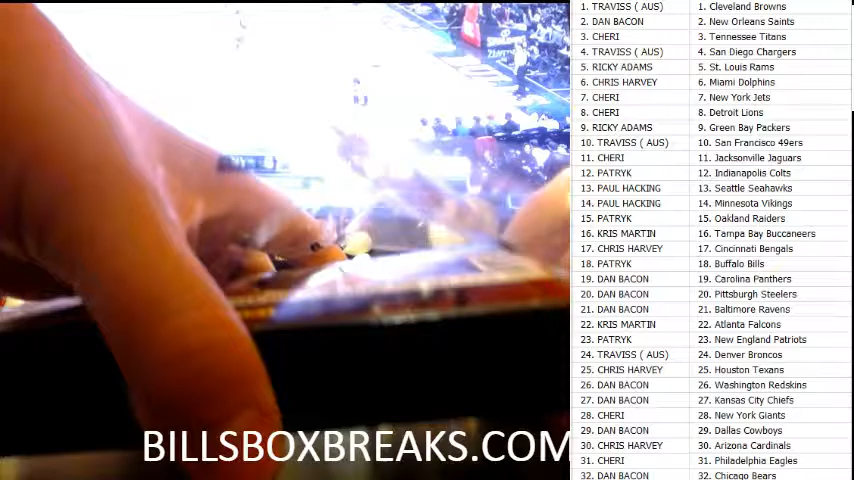 1. TRAVISS ( AUS) 1. Cleveland Browns
2. DAN BACON 2. New Orleans Saints
3. CHERI 3. Tennessee Titans
4. TRAVISS ( AUS) 4. San Diego Chargers
5. RICKY ADAMS 5. St. Louis Rams
6. CHRIS HARVEY 6. Miami Dolphins
7. CHERI 7. New York Jets
8. CHERI 8. Detroit Lions
9. RICKY ADAMS 9. Green Bay Packers
10. TRAVISS ( AUS) 10. San Francisco 49ers
11. CHERI 11. Jacksonville Jaguars
12. PATRYK 12. Indianapolis Colts
13. PAUL HACKING 13. Seattle Seahawks
14. PAUL HACKING 14. Minnesota Vikings
15. PATRYK 15. Oakland Raiders
16. KRIS MARTIN 16. Tampa Bay Buccaneers
17. CHRIS HARVEY 17. Cincinnati Bengals
18. PATRYK 18. Buffalo Bills
19. DAN BACON 19. Carolina Panthers
20. DAN BACON 20. Pittsburgh Steelers
21. DAN BACON 21. Baltimore Ravens
22. KRIS MARTIN 22. Atlanta Falcons
23. PATRYK 23. New England Patriots
24. TRAVISS ( AUS) 24. Denver Broncos
25. CHRIS HARVEY 25. Houston Texans
26. DAN BACON 26. Washington Redskins
27. DAN BACON 27. Kansas City Chiefs
28. CHERI 28. New York Giants
29. DAN BACON 29. Dallas Cowboys
30. CHRIS HARVEY 30. Arizona Cardinals
31. CHERI 31. Philadelphia Eagles
32. DAN BACON 32. Chicago Bears
BILLSBOXBREAKS.COM